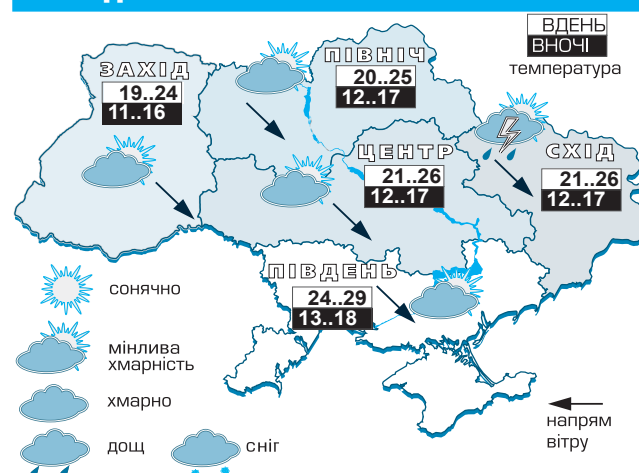 ВДЕНЬ
ВНОЧІ
температура
ПІВНІЧ
20..25
12..17
ЗАХІД
19..24
11..16
ЦЕНТР
21..26
12..17
СХІД
21..26
12..17
ПІВДЕНЬ
24..29
13..18
сонячно
мінлива
хмарність
хмарно
дощ
сніг
напрям
вітру